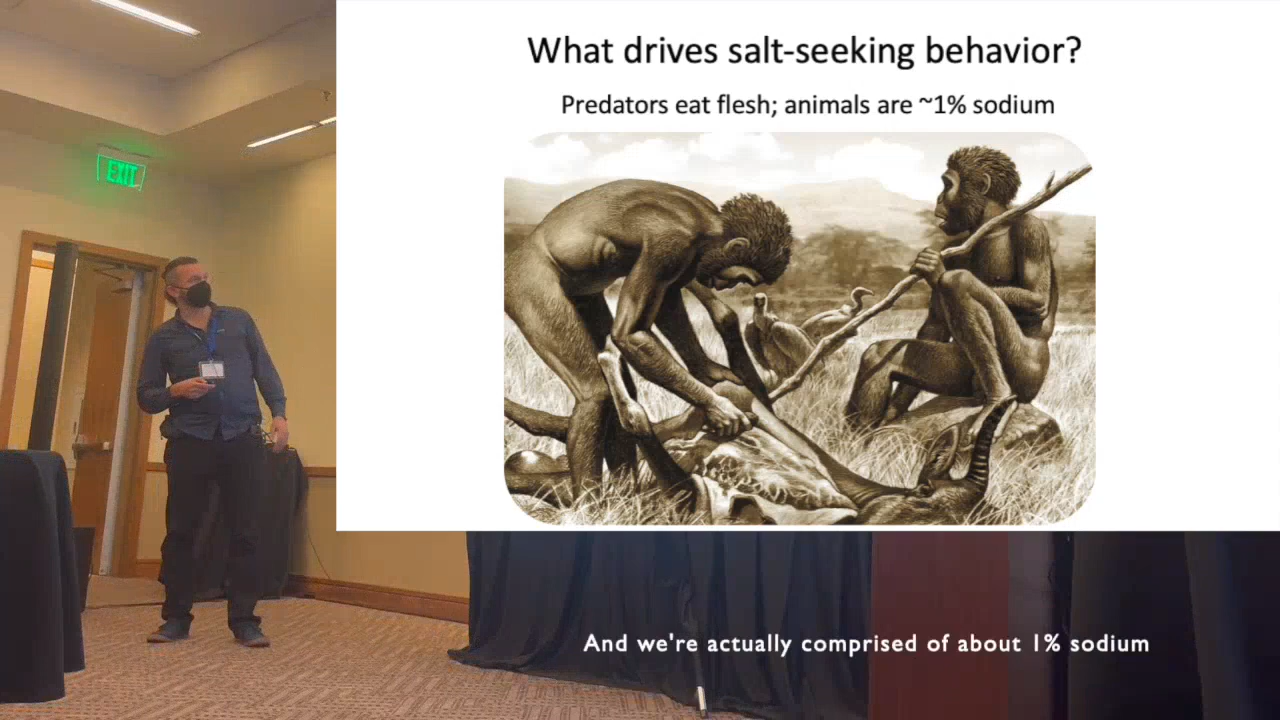 What drives salt-seeking behavior?
Predators eat flesh; animals are ~1% sodium
EXIT
And we're actually comprised of about 1% sodium